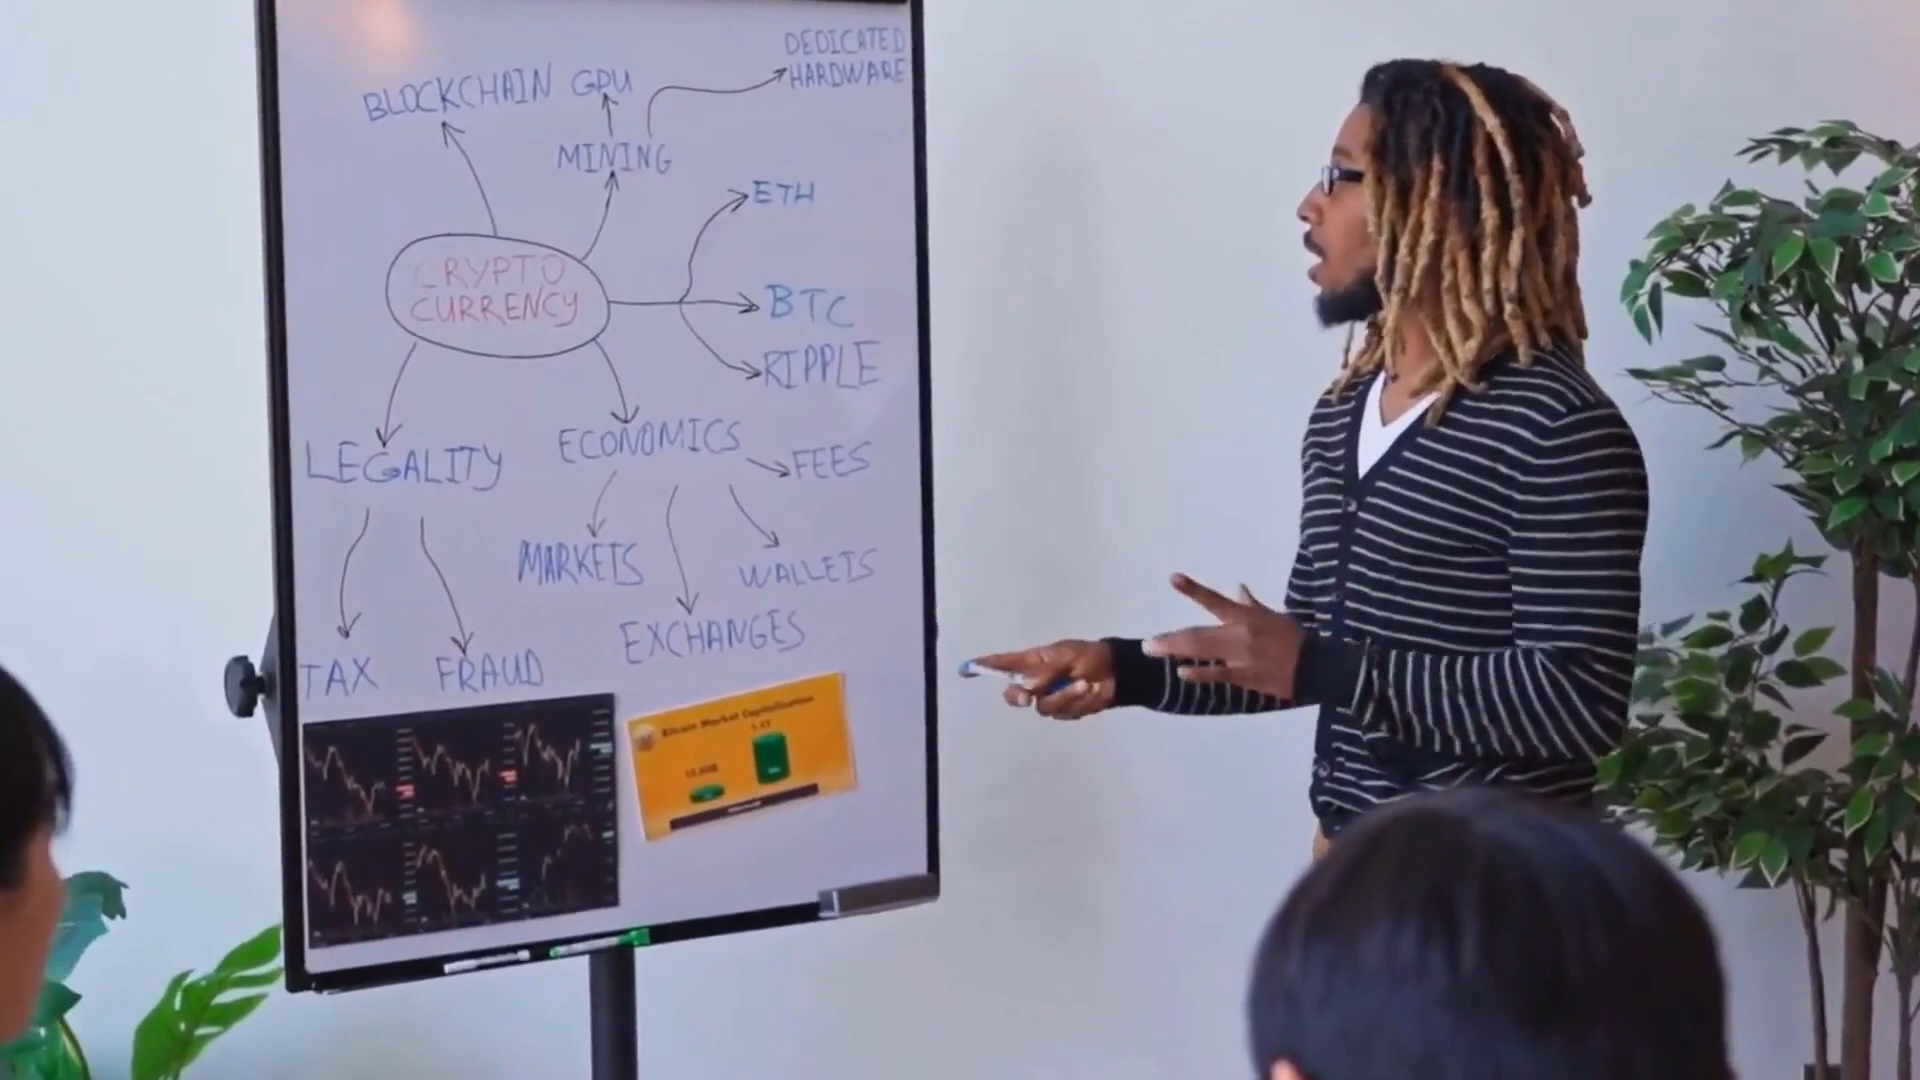 DEDICATED
HARDWARE
BLOCKCHAIN
GPU
MINING
ETH
CRYPTO
CURRENCY
BTC
RIPPLE
LEGALITY
ECONOMICS
FEES
MARKETS
WALLETS
EXCHANGES
TAX
FRAUD
Bitcoin Market Capitalization